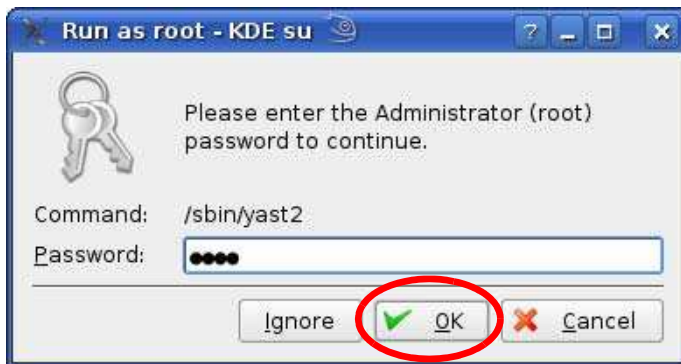 Run as root - KDE su
?
Please enter the Administrator (root)
password to continue.
Command: /sbin/yast2
Password: ●●●●
Ignore OK Cancel